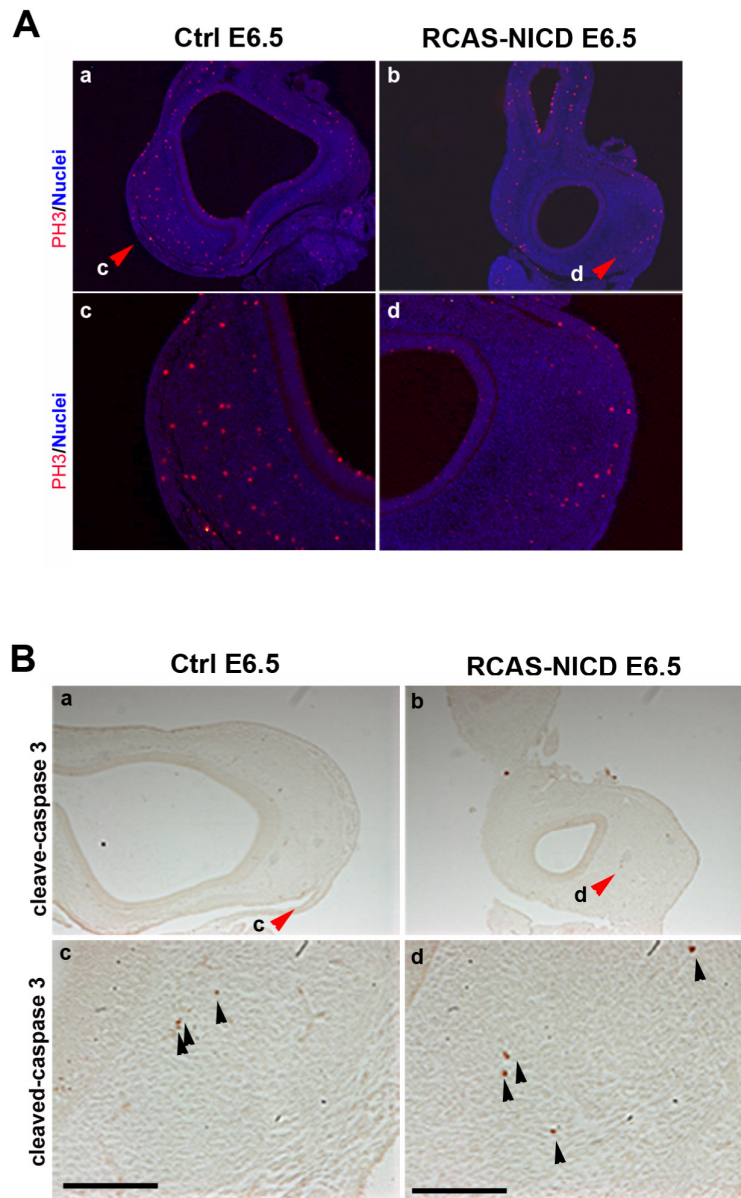 A
Ctrl E6.5
RCAS-NICD E6.5
PH3/Nuclei
a
c
b
d
PH3/Nuclei
c
d
B
Ctrl E6.5
RCAS-NICD E6.5
cleave-caspase 3
a
c
b
d
cleaved-caspase 3
c
d